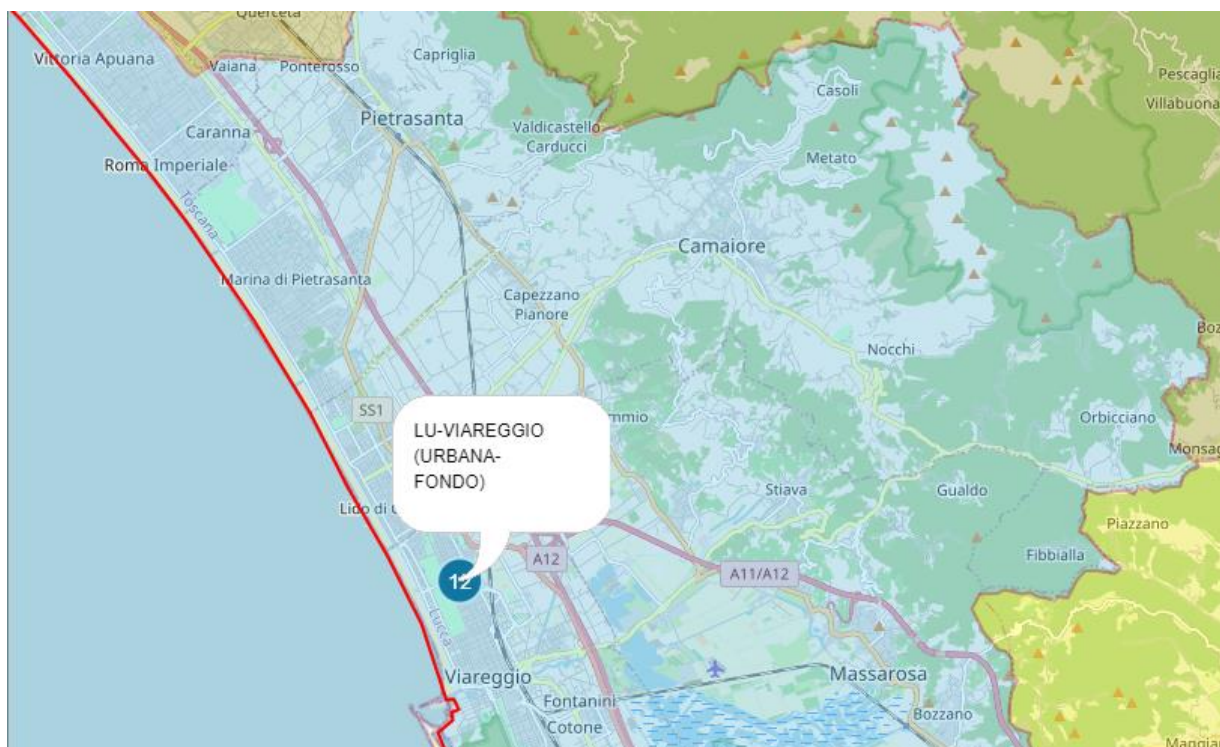 Querceta
Vittoria Apuana
Vaiana
Ponterosso
Capriglia
Casoli
Pescaglia
Villabuona
Pietrasanta
Caranna
Valdicastello
Carducci
Metato
Roma Imperiale
Toscana
Camaiore
Marina di Pietrasanta
Capezzano
Pianore
Nocchi
SS1
Orbicciano
LU-VIAREGGIO
(URBANA-
FONDO)
Stiava
Gualdo
Lido di
Piazzano
A12
Fibbialla
12
A11/A12
Lucca
Viareggio
Massarosa
Fontanini
Cotone
Bozzano